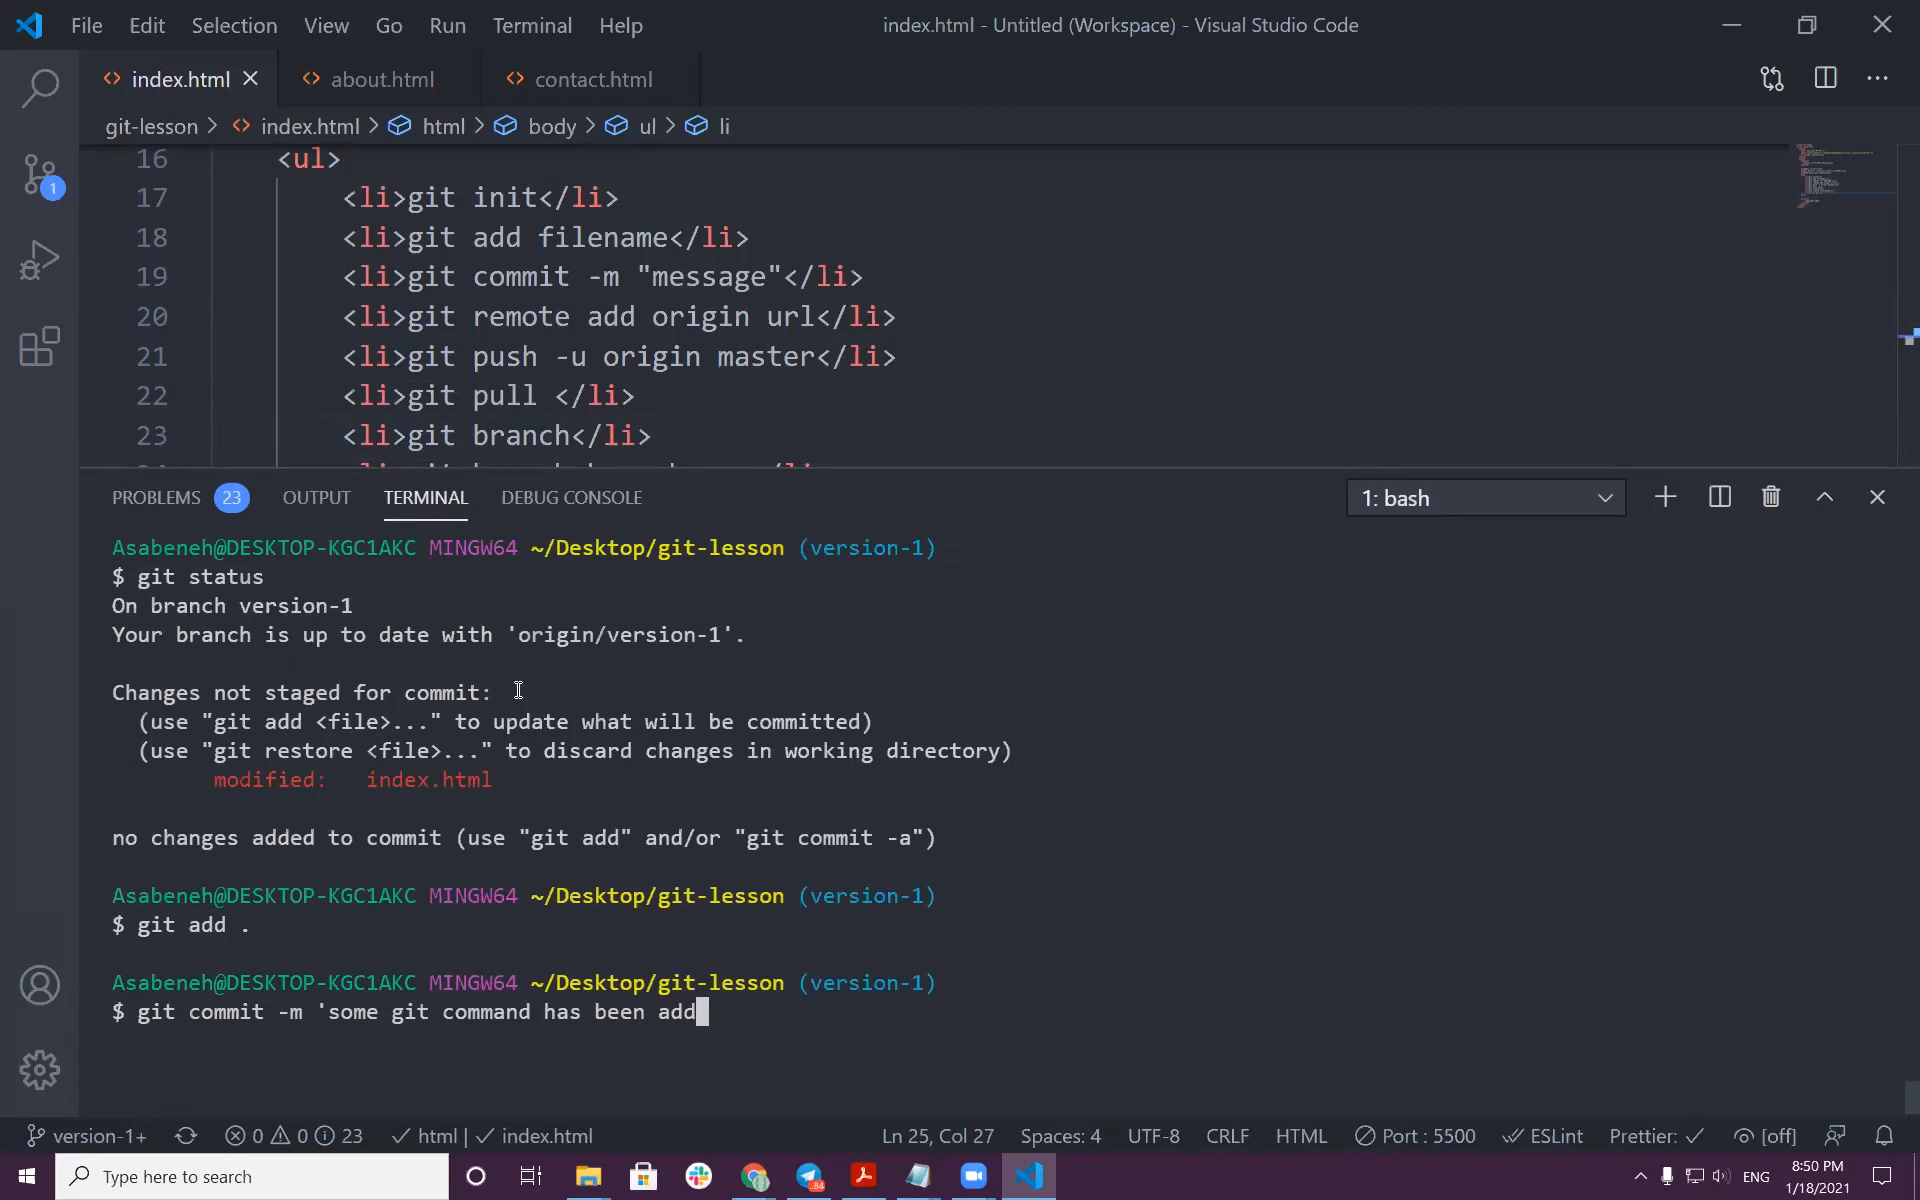 File Edit Selection View Go Run Terminal Help index.html - Untitled (Workspace) - Visual Studio Code
index.html about.html contact.html
git-lesson > index.html > html > body > ul > li
16 <ul>
17 <li>git init</li>
18 <li>git add filename</li>
19 <li>git commit -m "message"</li>
20 <li>git remote add origin url</li>
21 <li>git push -u origin master</li>
22 <li>git pull </li>
23 <li>git branch</li>
1
PROBLEMS 23 OUTPUT TERMINAL DEBUG CONSOLE 1: bash
Asabeneh@DESKTOP-KGC1AKC MINGW64 ~/Desktop/git-lesson (version-1)
$ git status
On branch version-1
Your branch is up to date with 'origin/version-1'.
Changes not staged for commit:
(use "git add <file>..." to update what will be committed)
(use "git restore <file>..." to discard changes in working directory)
modified: index.html
no changes added to commit (use "git add" and/or "git commit -a")
Asabeneh@DESKTOP-KGC1AKC MINGW64 ~/Desktop/git-lesson (version-1)
$ git add .
Asabeneh@DESKTOP-KGC1AKC MINGW64 ~/Desktop/git-lesson (version-1)
$ git commit -m 'some git command has been add
version-1+ 0 0 23 html | index.html Ln 25, Col 27 Spaces: 4 UTF-8 CRLF HTML Port : 5500 ESLint Prettier: [off]
Type here to search 84 ENG 8:50 PM
1/18/2021